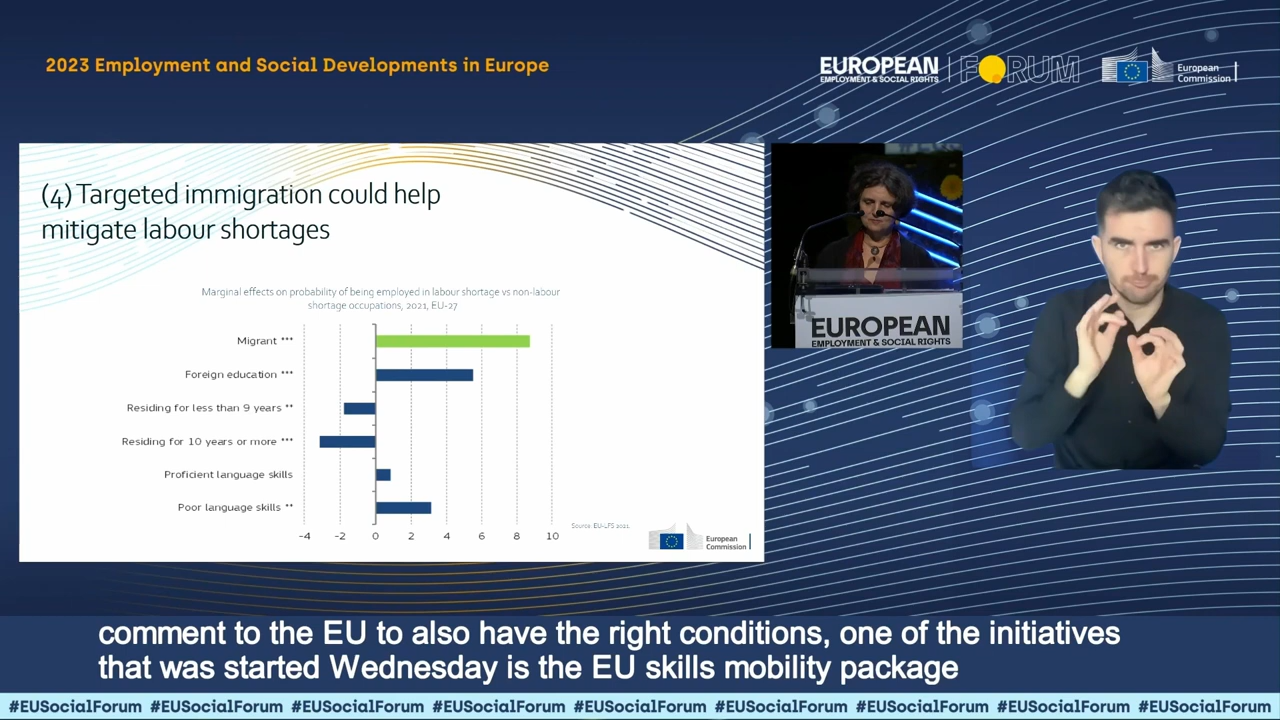 2023 Employment and Social Developments in Europe
EUROPEAN
EMPLOYMENT & SOCIAL RIGHTS
FORUM
European
Commission
(4) Targeted immigration could help
mitigate labour shortages
Marginal effects on probability of being employed in labour shortage vs non-labour
shortage occupations, 2021, EU-27
Migrant ***
Foreign education ***
Residing for less than 9 years **
Residing for 10 years or more ***
Proficient language skills
Poor language skills **
-4 -2 0 2 4 6 8 10
Source: EU-LFS 2021.
European
Commission
EUROPEAN
EMPLOYMENT & SOCIAL RIGHTS
comment to the EU to also have the right conditions, one of the initiatives
that was started Wednesday is the EU skills mobility package
#EUSocialForum #EUSocialForum #EUSocialForum #EUSocialForum #EUSocialForum #EUSocialForum #EUSocialForum #EUSocialForum #EUSocialForum